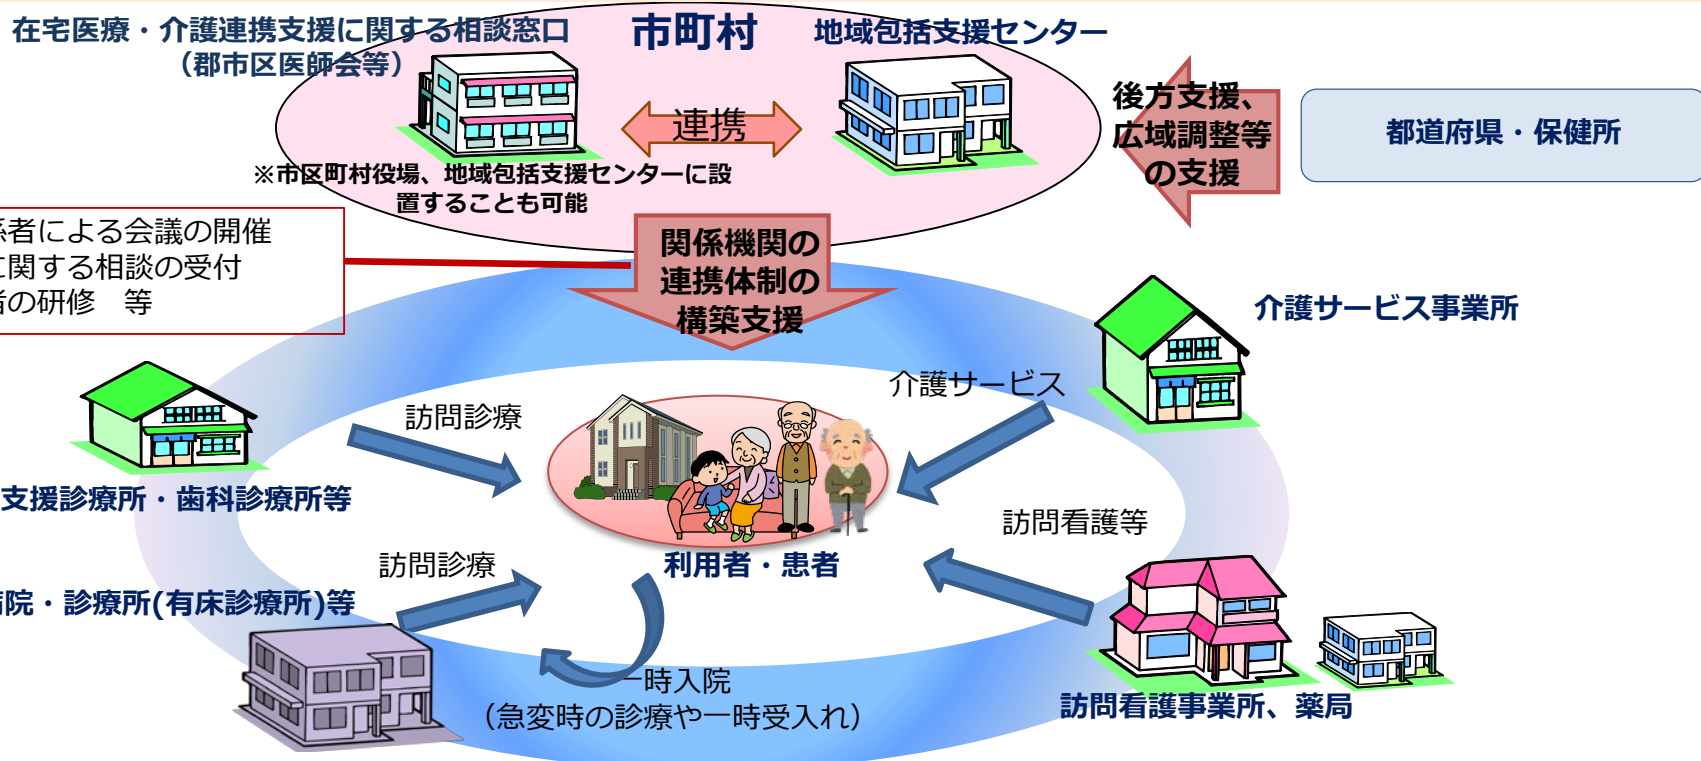 在宅医療・介護連携支援に関する相談窓口
（郡市区医師会等）
市町村
地域包括支援センター
連携
※市区町村役場、地域包括支援センターに設
置することも可能
後方支援、
広域調整等
の支援
都道府県・保健所
係者による会議の開催
に関する相談の受付
者の研修　等
関係機関の
連携体制の
構築支援
介護サービス事業所
介護サービス
訪問診療
支援診療所・歯科診療所等
利用者・患者
訪問看護等
訪問診療
病院・診療所(有床診療所)等
一時入院
（急変時の診療や一時受入れ）
訪問看護事業所、薬局